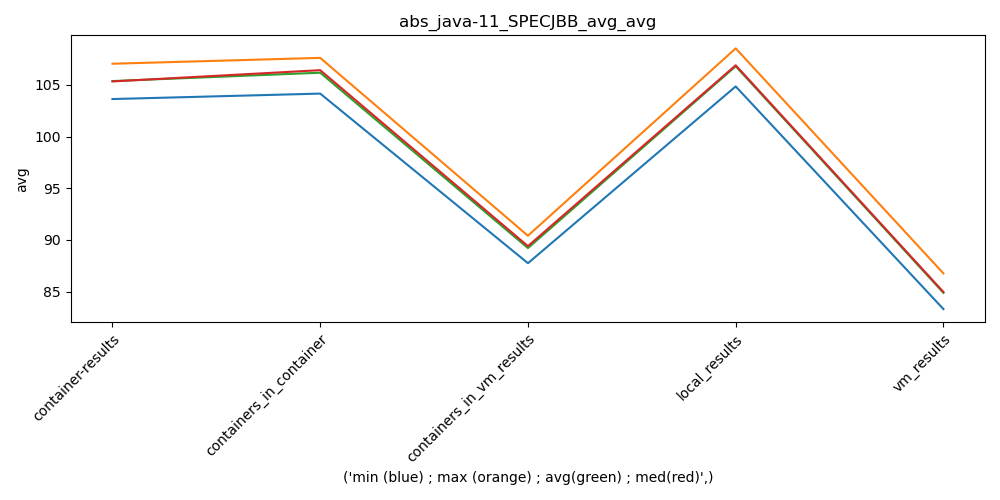 abs_java-11_SPECJBB_avg_avg
avg
105
100
95
90
85
container-results
containers_in_container
containers_in_vm_results
local_results
vm_results
('min (blue) ; max (orange) ; avg(green) ; med(red)',)